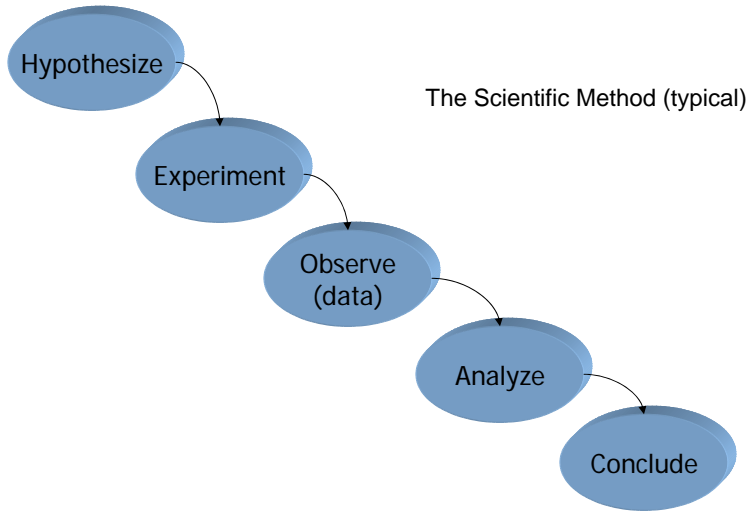 Hypothesize
The Scientific Method (typical)
Experiment
Observe
(data)
Analyze
Conclude